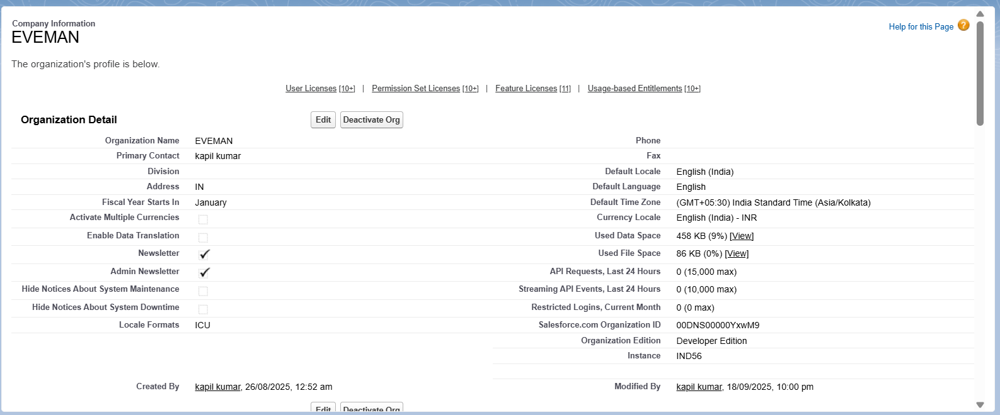 Company Information
EVEMAN
Help for this Page ?
The organization's profile is below.
User Licenses [10+] | Permission Set Licenses [10+] | Feature Licenses [11] | Usage-based Entitlements [10+]
Organization Detail Edit Deactivate Org
Organization Name EVEMAN Phone
Primary Contact kapil kumar Fax
Division Default Locale English (India)
Address IN Default Language English
Fiscal Year Starts In January Default Time Zone (GMT+05:30) India Standard Time (Asia/Kolkata)
Activate Multiple Currencies Currency Locale English (India) - INR
Enable Data Translation Used Data Space 458 KB (9%) [View]
Newsletter Used File Space 86 KB (0%) [View]
Admin Newsletter API Requests, Last 24 Hours 0 (15,000 max)
Hide Notices About System Maintenance Streaming API Events, Last 24 Hours 0 (10,000 max)
Hide Notices About System Downtime Restricted Logins, Current Month 0 (0 max)
Locale Formats ICU Salesforce.com Organization ID 00DNS00000YxwM9
Organization Edition Developer Edition
Instance IND56
Created By kapil kumar, 26/08/2025, 12:52 am Modified By kapil kumar, 18/09/2025, 10:00 pm
Edit Deactivate Org